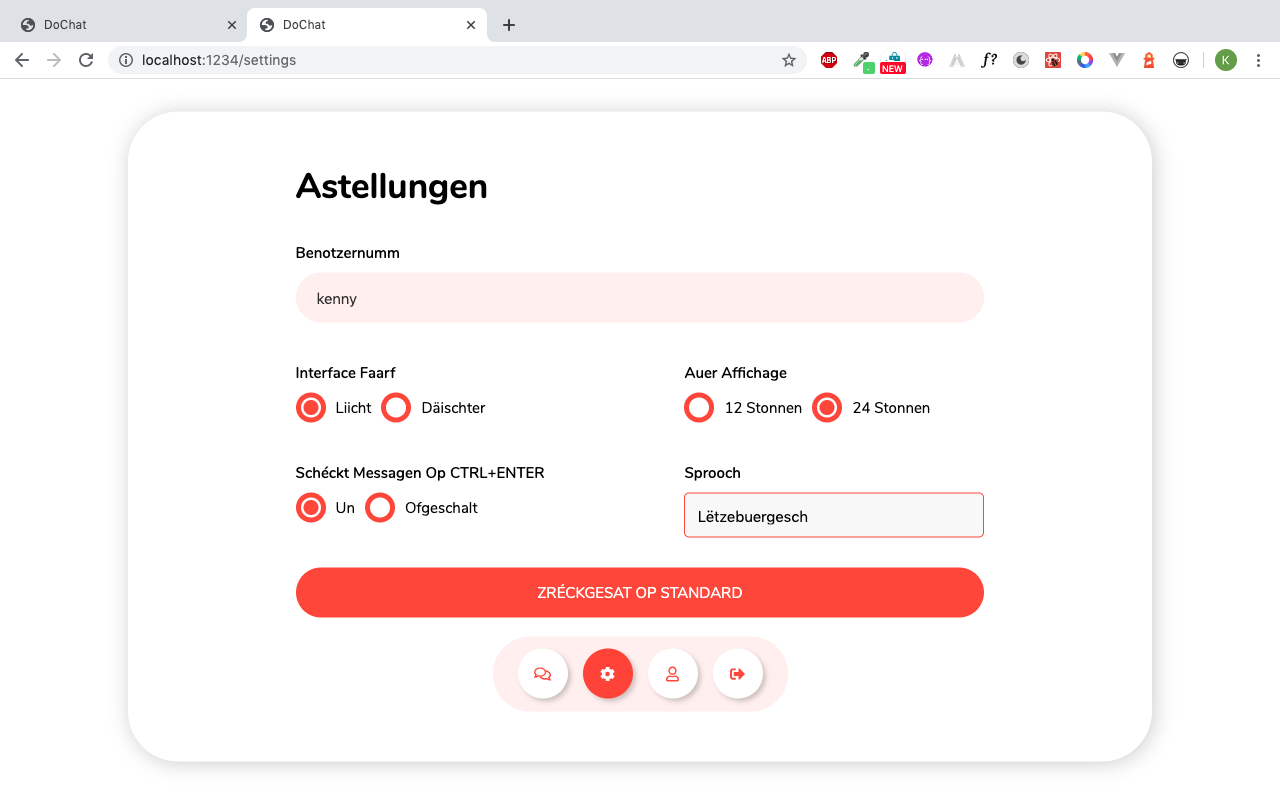 DoChat
DoChat
localhost:1234/settings
ABP
NEW
f?
K
Astellungen
Benotzernumm
kenny
Interface Faarf
Auer Affichage
Liicht Däischter
12 Stonnen 24 Stonnen
Schéckt Messagen Op CTRL+ENTER
Sprooch
Un Ofgeschalt
Lëtzebuergesch
ZRÉCKGESAT OP STANDARD